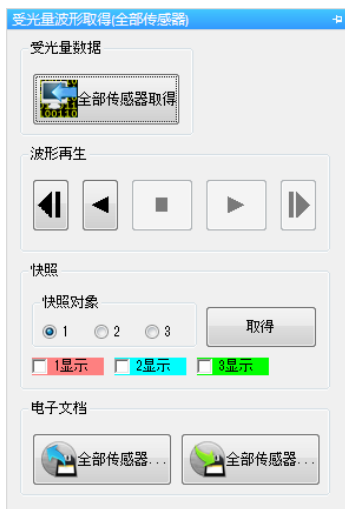 受光量波形取得(全部传感器)
受光量数据
全部传感器取得
波形再生
快照
快照对象
1 2 3
取得
1显示 2显示 3显示
电子文档
全部传感器... 全部传感器...